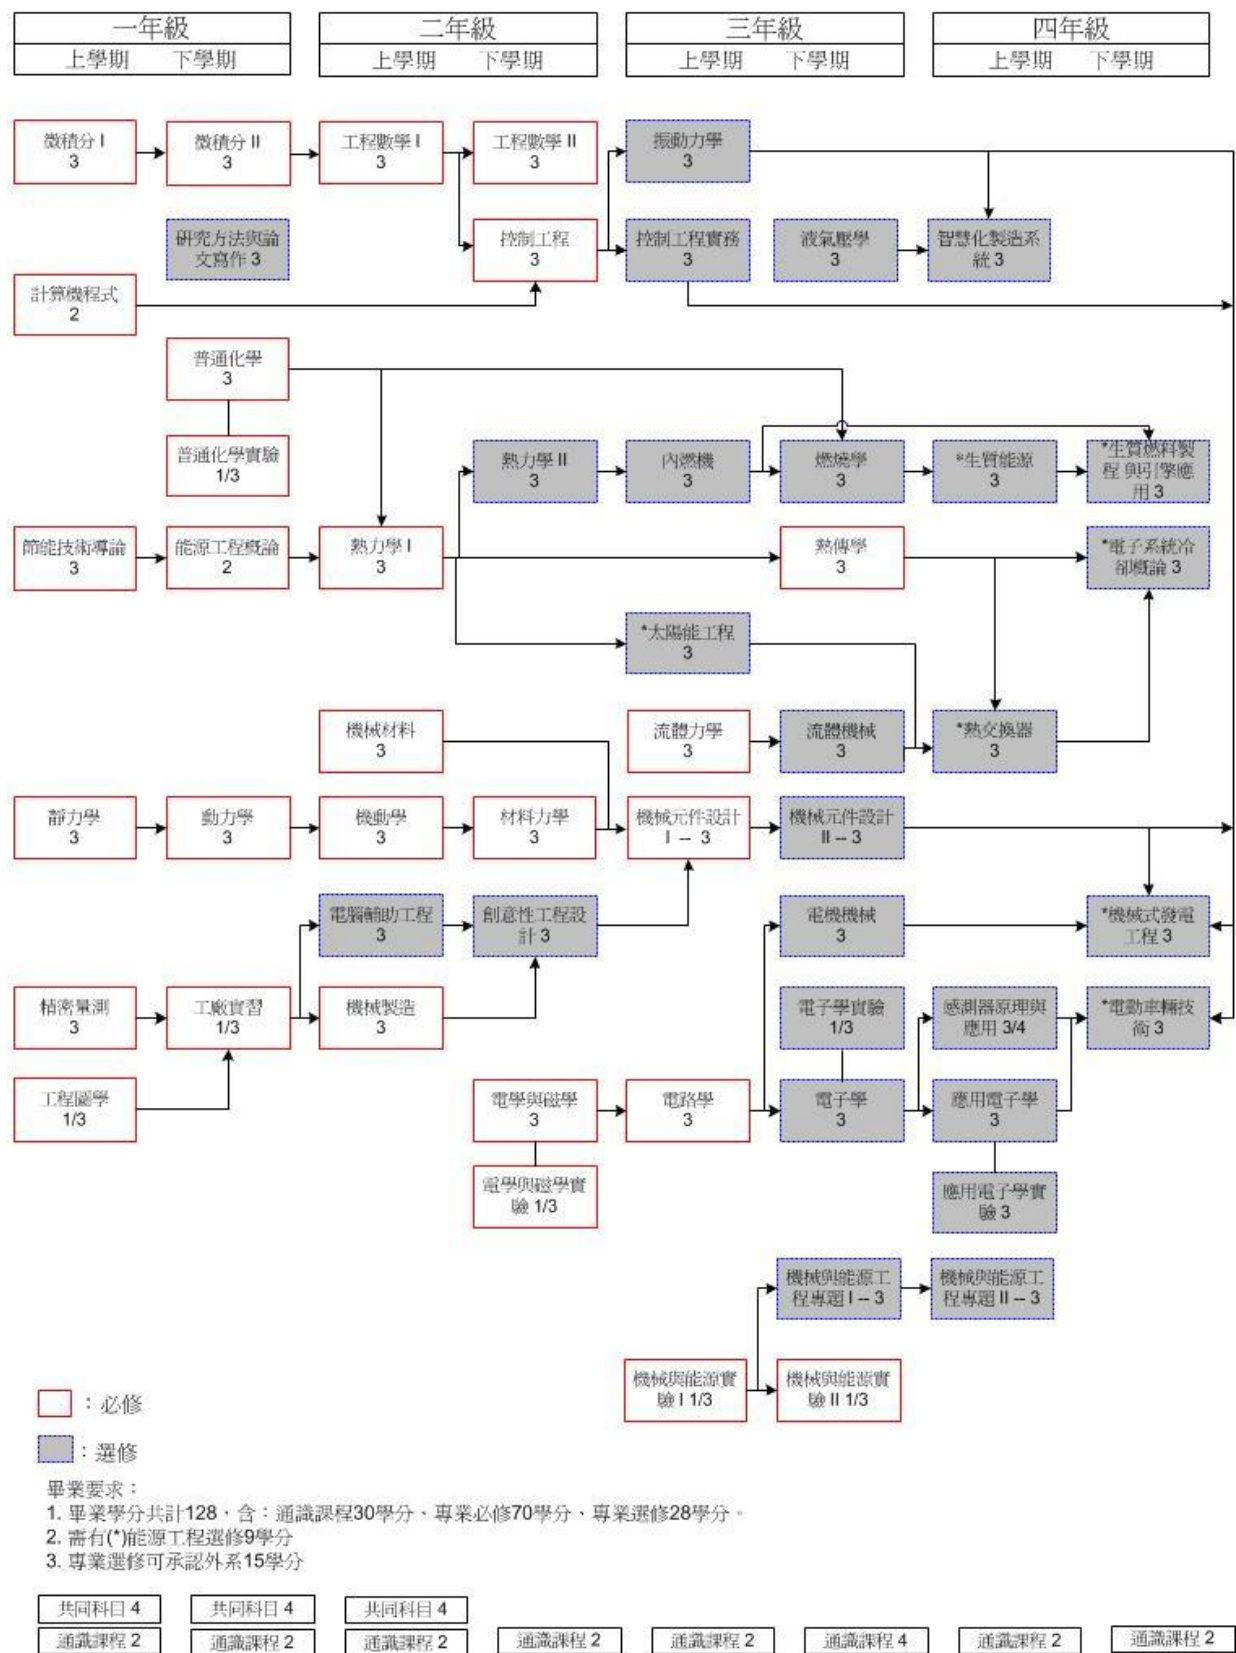 一年級
二年級
三年級
四年級
上學期 下學期
上學期 下學期
上學期 下學期
上學期 下學期
微積分 I
3
微積分 II
3
工程數學 I
3
工程數學 II
3
振動力學
3
研究方法與論
文寫作 3
控制工程
3
控制工程實務
3
液氣壓學
3
智慧化製造系
統 3
計算機程式
2
普通化學
3
普通化學實驗
1/3
熱力學 II
3
內燃機
3
燃燒學
3
*生質能源
3
*生質燃料製
程 與引擎應
用 3
節能技術導論
3
能源工程概論
2
熱力學 I
3
熱傳學
3
*電子系統冷
卻概論 3
*太陽能工程
3
機械材料
3
流體力學
3
流體機械
3
*熱交換器
3
靜力學
3
動力學
3
機動學
3
材料力學
3
機械元件設計
I -- 3
機械元件設計
II -- 3
電腦輔助工程
3
創意性工程設
計 3
電機機械
3
*機械式發電
工程 3
精密量測
3
工廠實習
1/3
機械製造
3
電子學實驗
1/3
感測器原理與
應用 3/4
*電動車輛技
術 3
工程圖學
1/3
電學與磁學
3
電路學
3
電子學
3
應用電子學
3
電學與磁學實
驗 1/3
應用電子學實
驗 3
機械與能源工
程專題 I -- 3
機械與能源工
程專題 II -- 3
機械與能源實
驗 I 1/3
機械與能源實
驗 II 1/3
：必修
：選修
畢業要求：
1. 畢業學分共計128，含：通識課程30學分、專業必修70學分、專業選修28學分。
2. 需有(*)能源工程選修9學分
3. 專業選修可承認外系15學分
共同科目 4
共同科目 4
共同科目 4
通識課程 2
通識課程 2
通識課程 2
通識課程 2
通識課程 2
通識課程 4
通識課程 2
通識課程 2